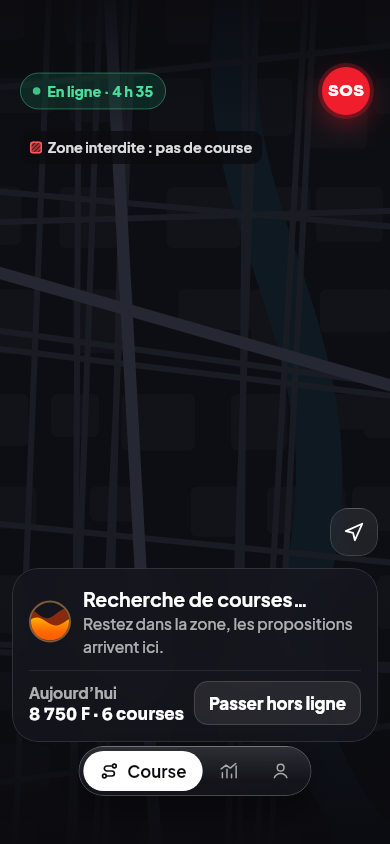 En ligne · 4 h 35
SOS
Zone interdite : pas de course
Recherche de courses…
Restez dans la zone, les propositions
arrivent ici.
Aujourd’hui
8 750 F · 6 courses
Passer hors ligne
Course